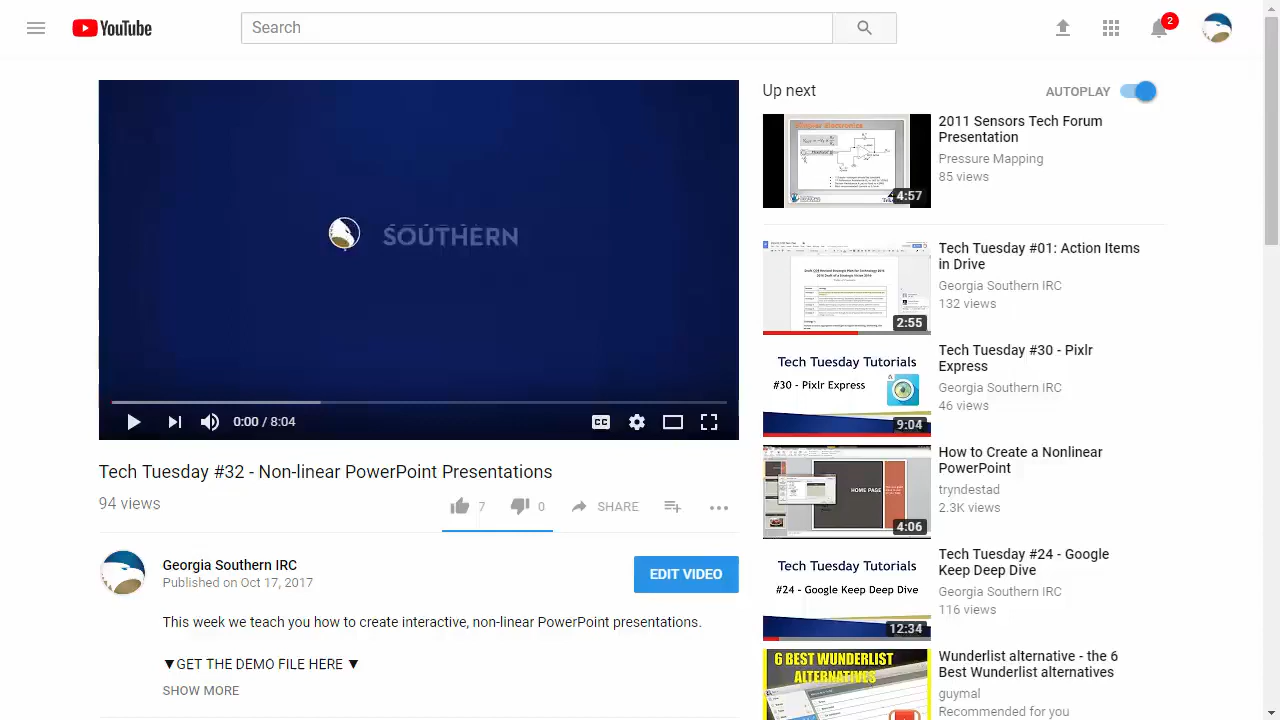 YouTube
Search
2
SOUTHERN
0:00 / 8:04
CC
Tech Tuesday #32 - Non-linear PowerPoint Presentations
94 views
7
0
SHARE
Georgia Southern IRC
Published on Oct 17, 2017
EDIT VIDEO
This week we teach you how to create interactive, non-linear PowerPoint presentations.
▼GET THE DEMO FILE HERE ▼
SHOW MORE
Up next
AUTOPLAY
4:57
2011 Sensors Tech Forum
Presentation
Pressure Mapping
85 views
2:55
Tech Tuesday #01: Action Items
in Drive
Georgia Southern IRC
132 views
Tech Tuesday Tutorials
#30 - Pixlr Express
9:04
Tech Tuesday #30 - Pixlr
Express
Georgia Southern IRC
46 views
HOME PAGE
4:06
How to Create a Nonlinear
PowerPoint
tryndestad
2.3K views
Tech Tuesday Tutorials
#24 - Google Keep Deep Dive
12:34
Tech Tuesday #24 - Google
Keep Deep Dive
Georgia Southern IRC
116 views
6 BEST WUNDERLIST
ALTERNATIVES
Wunderlist alternative - the 6
Best Wunderlist alternatives
guymal
Recommended for you